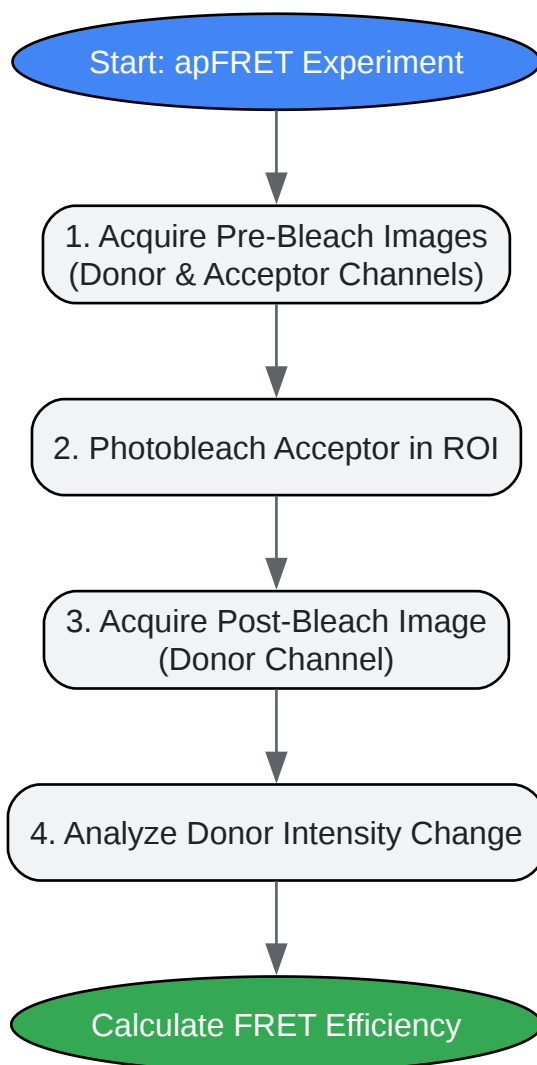 Start: apFRET Experiment
1. Acquire Pre-Bleach Images
(Donor & Acceptor Channels)
2. Photobleach Acceptor in ROI
3. Acquire Post-Bleach Image
(Donor Channel)
4. Analyze Donor Intensity Change
Calculate FRET Efficiency